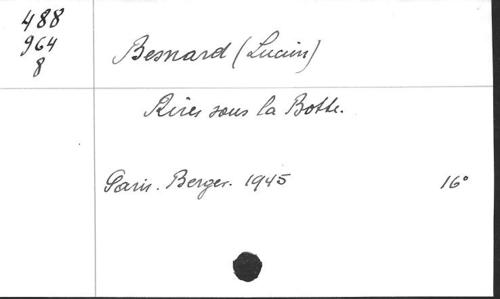 488
964
8
Besnard (Lucien)
Rires sous la Botte.
Paris. Berger. 1945 16°